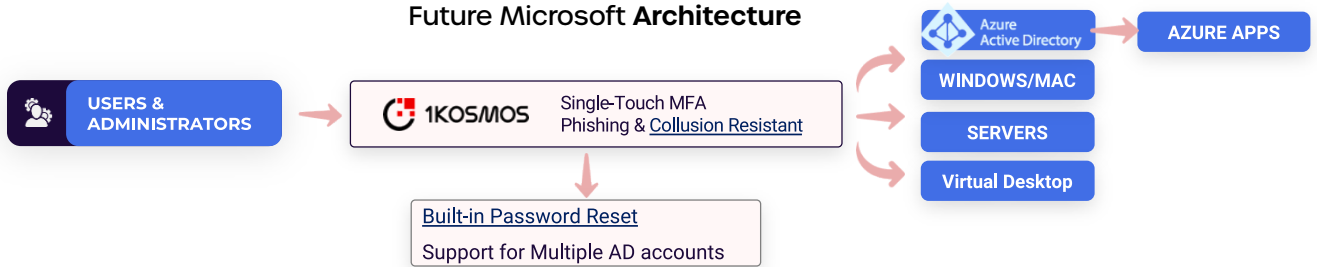 Future Microsoft Architecture
USERS &
ADMINISTRATORS
1KOSMOS
Single-Touch MFA
Phishing & Collusion Resistant
Built-in Password Reset
Support for Multiple AD accounts
Azure
Active Directory
AZURE APPS
WINDOWS/MAC
SERVERS
Virtual Desktop